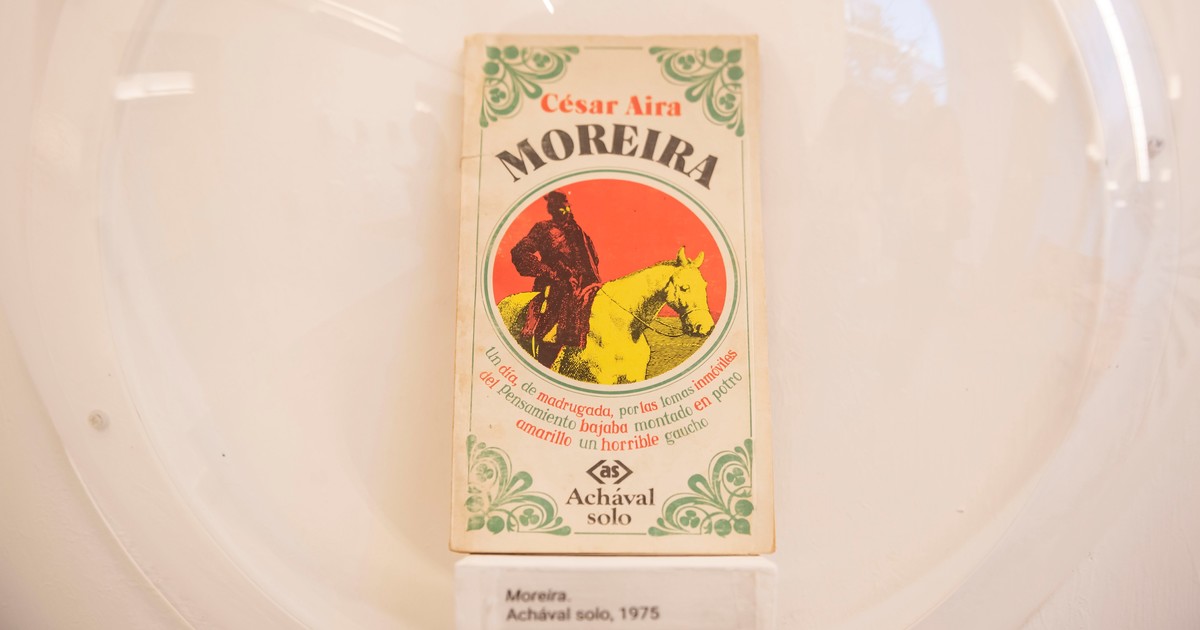 César Aira
MOREIRA
Un día, de madrugada, por las lomas inmóviles
del pensamiento bajaba montado en potro
amarillo un horrible gaucho
as
Achával
solo
Moreira.
Achával solo, 1975